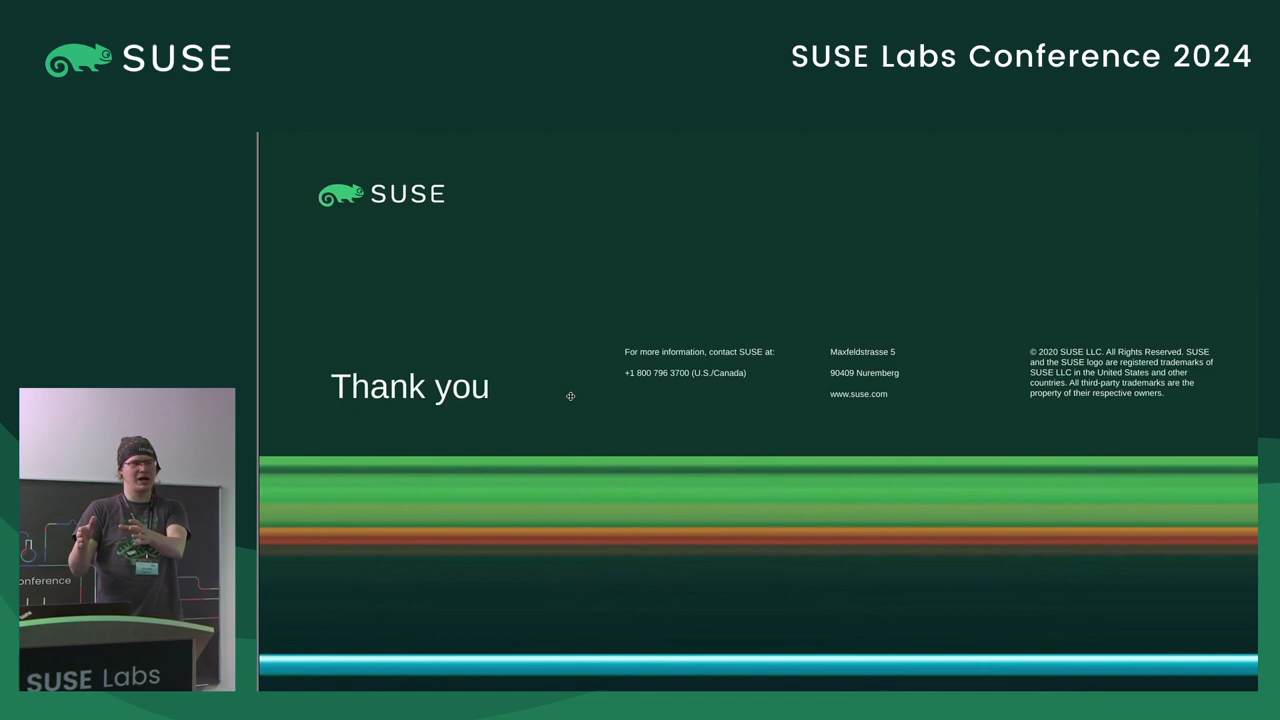 SUSE
SUSE Labs Conference 2024
SUSE
Thank you
For more information, contact SUSE at:
+1 800 796 3700 (U.S./Canada)
Maxfeldstrasse 5
90409 Nuremberg
www.suse.com
© 2020 SUSE LLC. All Rights Reserved. SUSE
and the SUSE logo are registered trademarks of
SUSE LLC in the United States and other
countries. All third-party trademarks are the
property of their respective owners.
onference
SUSE Labs